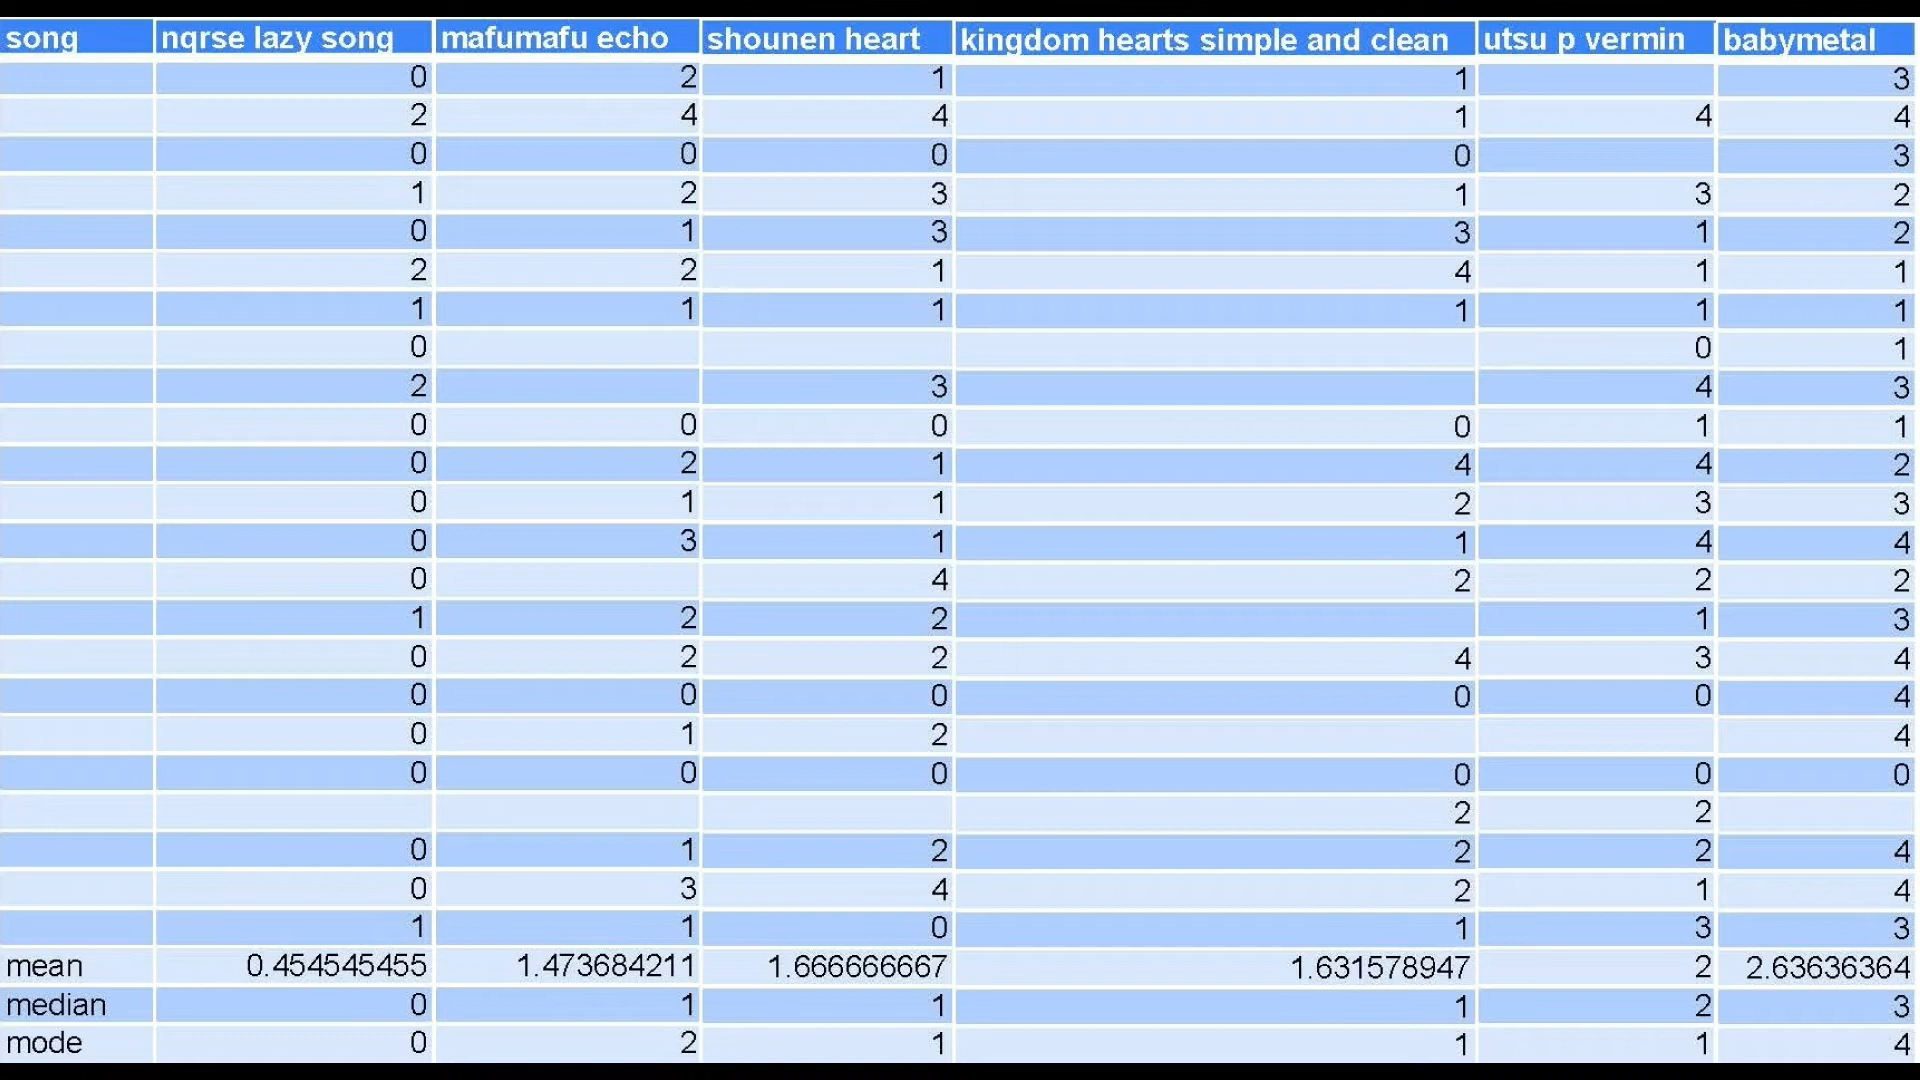 song nqrse lazy song mafumafu echo shounen heart kingdom hearts simple and clean utsu p vermin babymetal
0 2 1 1 3
2 4 4 1 4 4
0 0 0 0 3
1 2 3 1 3 2
0 1 3 3 1 2
2 2 1 4 1 1
1 1 1 1 1 1
0 0 1
2 3 4 3
0 0 0 0 1 1
0 2 1 4 4 2
0 1 1 2 3 3
0 3 1 1 4 4
0 4 2 2 2
1 2 2 1 3
0 2 2 4 3 4
0 0 0 0 0 4
0 1 2 4
0 0 0 0 0 0
2 2
0 1 2 2 2 4
0 3 4 2 1 4
1 1 0 1 3 3
mean 0.454545455 1.473684211 1.666666667 1.631578947 2 2.63636364
median 0 1 1 1 2 3
mode 0 2 1 1 1 4